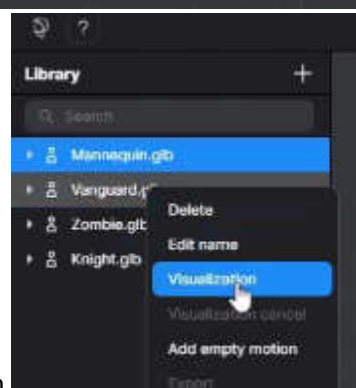 ?
Library
+
Search
Mannequin.glb
Vanguard.g
Delete
Zombie.glb
Edit name
Knight.glb
Visualization
Visualization cancel
Add empty motion
Export